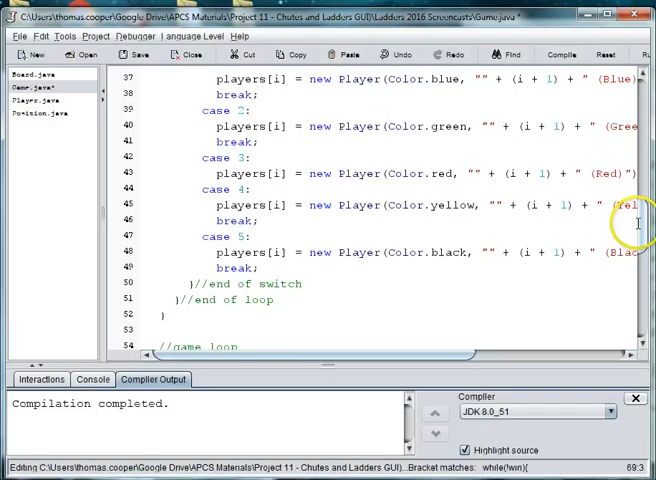 C:\Users\thomas.cooper\Google Drive\APCS Materials\Project 11 - Chutes and Ladders GUI)\Ladders 2016 Screencasts\Game.java *
File Edit Tools Project Debugger Language Level Help
New Open Save Close Cut Copy Paste Undo Redo Find Compile Reset Ru
Board.java
Game.java*
Player.java
Position.java
37 players[i] = new Player(Color.blue, "" + (i + 1) + " (Blue)
38 break;
39 case 2:
40 players[i] = new Player(Color.green, "" + (i + 1) + " (Gree
41 break;
42 case 3:
43 players[i] = new Player(Color.red, "" + (i + 1) + " (Red)")
44 case 4:
45 players[i] = new Player(Color.yellow, "" + (i + 1) + " (Yel
46 break;
47 case 5:
48 players[i] = new Player(Color.black, "" + (i + 1) + " (Blac
49 break;
50 }//end of switch
51 }//end of loop
52 }
53
54 //game loop
Interactions Console Compiler Output
Compilation completed.
Compiler
JDK 8.0_51
Highlight source
Editing C:\Users\thomas.cooper\Google Drive\APCS Materials\Project 11 - Chutes and Ladders GUI)...Bracket matches: while(!win){ 69:3